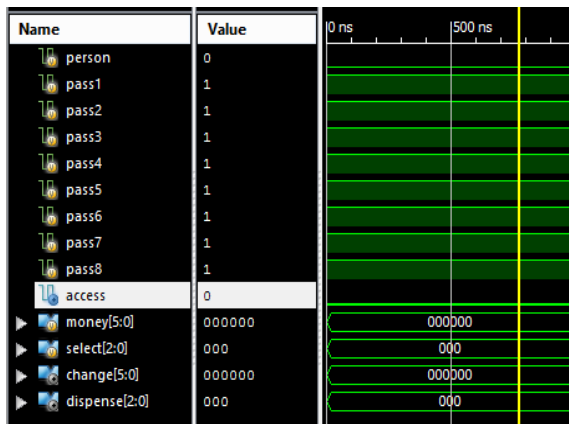 Name Value 0 ns 500 ns
person 0
pass1 1
pass2 1
pass3 1
pass4 1
pass5 1
pass6 1
pass7 1
pass8 1
access 0
money[5:0] 000000 000000
select[2:0] 000 000
change[5:0] 000000 000000
dispense[2:0] 000 000